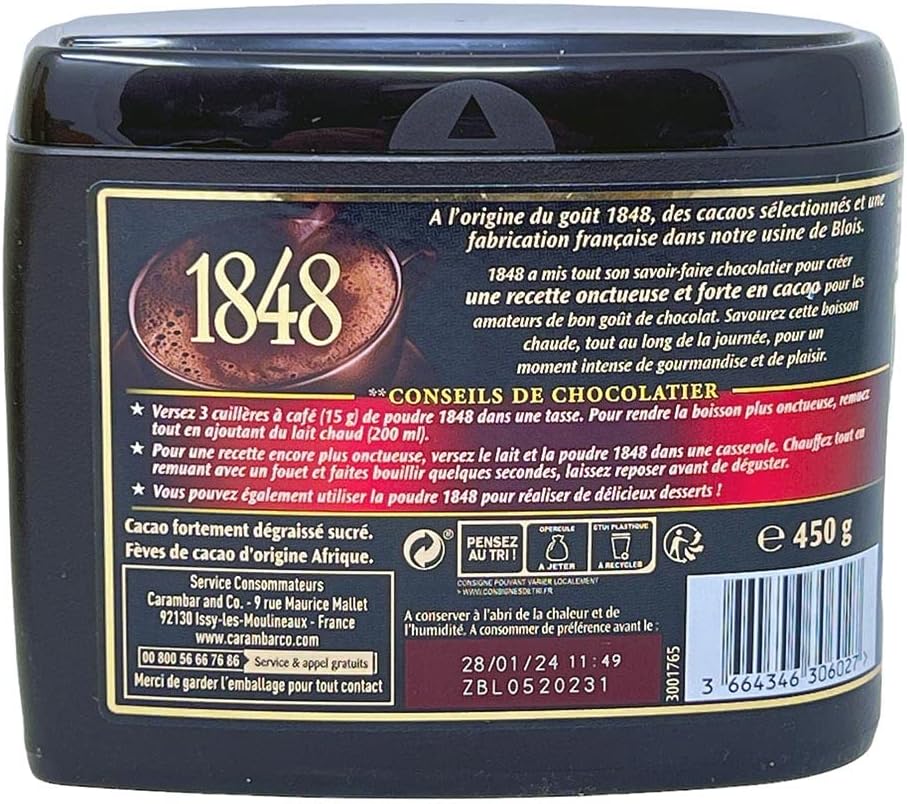 1848
A l'origine du goût 1848, des cacaos sélectionnés et une
fabrication française dans notre usine de Blois.
1848 a mis tout son savoir-faire chocolatier pour créer
une recette onctueuse et forte en cacao pour les
amateurs de bon goût de chocolat. Savourez cette boisson
chaude, tout au long de la journée, pour un
moment intense de gourmandise et de plaisir.
**CONSEILS DE CHOCOLATIER
★ Versez 3 cuillères à café (15 g) de poudre 1848 dans une tasse. Pour rendre la boisson plus onctueuse, remuez
tout en ajoutant du lait chaud (200 ml).
★ Pour une recette encore plus onctueuse, versez le lait et la poudre 1848 dans une casserole. Chauffez tout en
remuant avec un fouet et faites bouillir quelques secondes, laissez reposer avant de déguster.
★ Vous pouvez également utiliser la poudre 1848 pour réaliser de délicieux desserts !
Cacao fortement dégraissé sucré.
Fèves de cacao d'origine Afrique.
Service Consommateurs
Carambar and Co. - 9 rue Maurice Mallet
92130 Issy-les-Moulineaux - France
www.carambarco.com
00 800 56 66 76 86 Service & appel gratuits
Merci de garder l'emballage pour tout contact
®
PENSEZ
AU TRI !
OPERCULE
A JETER
ETUI PLASTIQUE
A RECYCLER
CONSIGNE POUVANT VARIER LOCALEMENT
> WWW.CONSIGNESDETRI.FR
℮ 450 g
A conserver à l'abri de la chaleur et de
l'humidité. A consommer de préférence avant le :
28/01/24 11:49
ZBL0520231
3001765
3 664346 306027 >